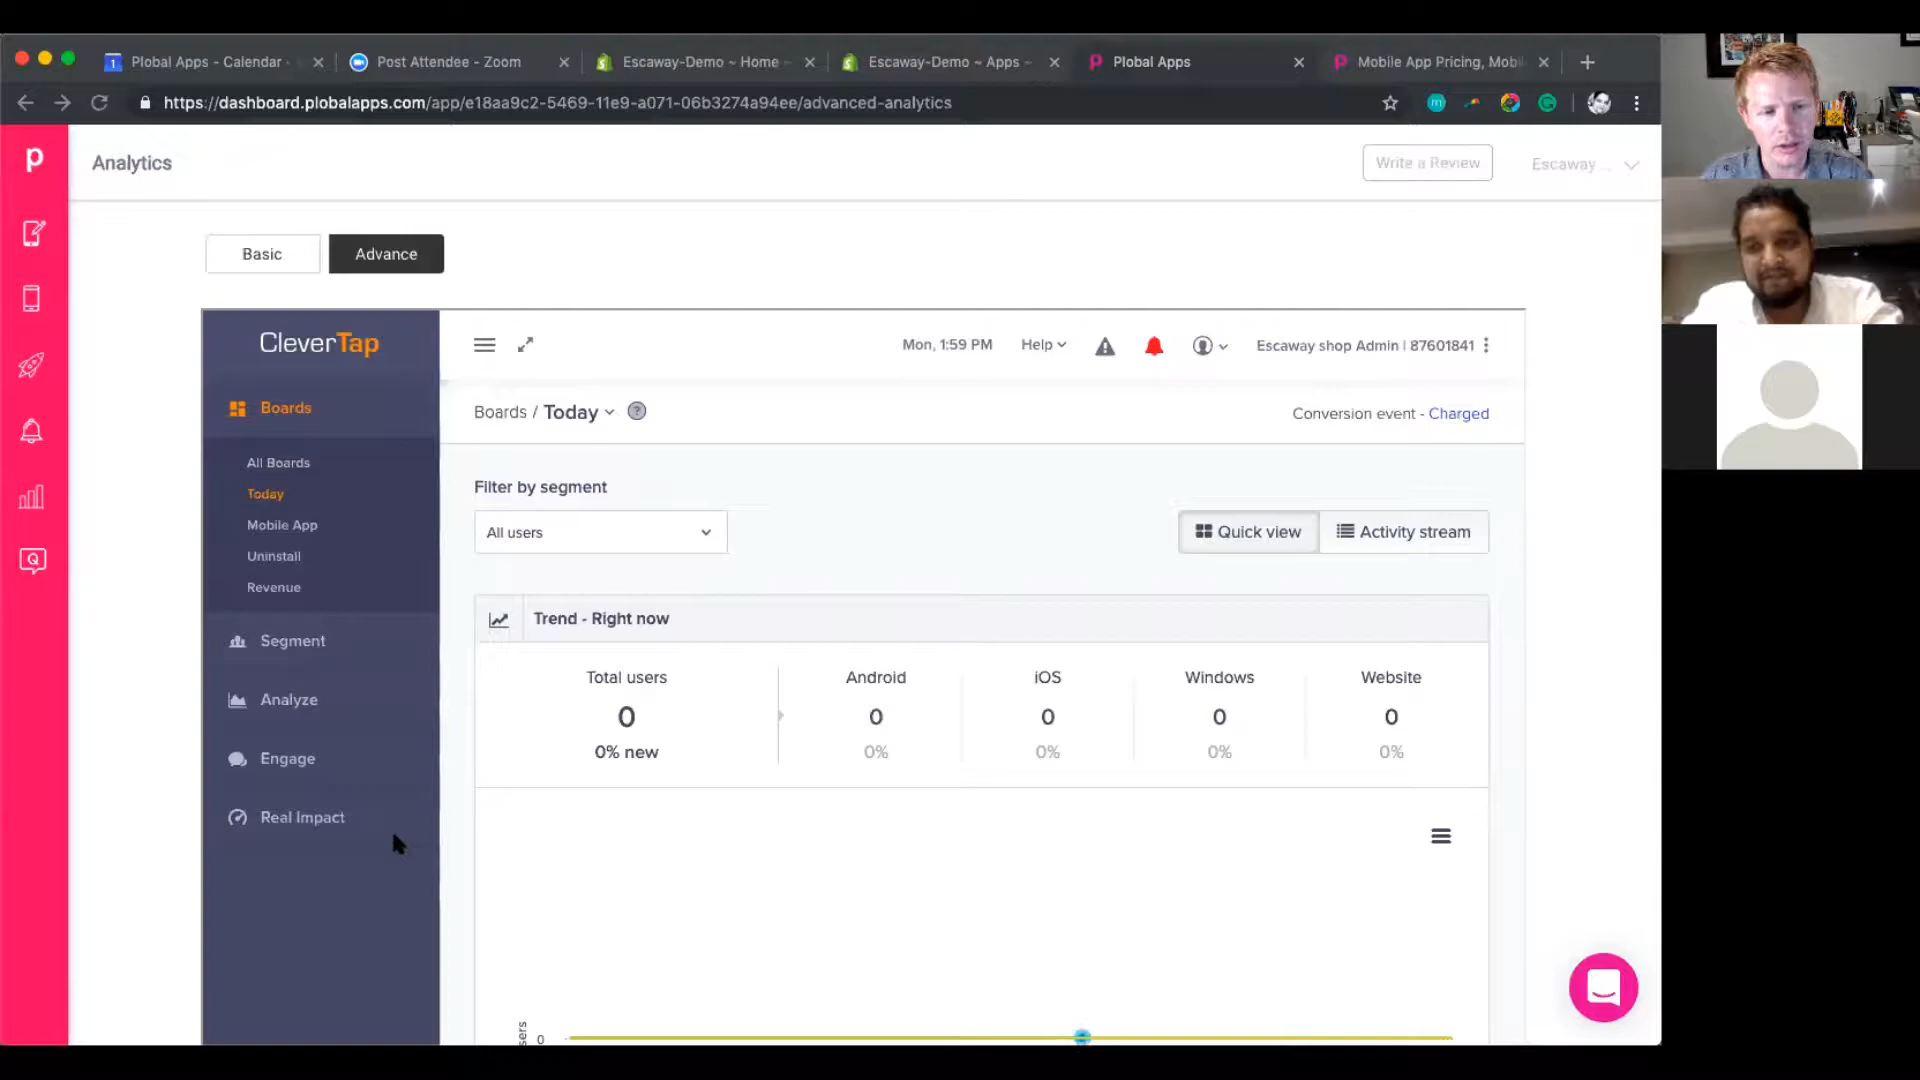 Plobal Apps - Calendar -
Post Attendee - Zoom
Escaway-Demo ~ Home
Escaway-Demo ~ Apps ~
Plobal Apps
Mobile App Pricing, Mobi
https://dashboard.plobalapps.com/app/e18aa9c2-5469-11e9-a071-06b3274a94ee/advanced-analytics
p
Analytics
Write a Review
Escaway ...
Basic
Advance
CleverTap
Mon, 1:59 PM
Help
Escaway shop Admin | 87601841
Boards
Boards / Today
?
Conversion event - Charged
All Boards
Today
Mobile App
Uninstall
Revenue
Segment
Analyze
Engage
Real Impact
Filter by segment
All users
Quick view
Activity stream
Trend - Right now
Total users
Android
iOS
Windows
Website
0
0
0
0
0
0% new
0%
0%
0%
0%
sers
0